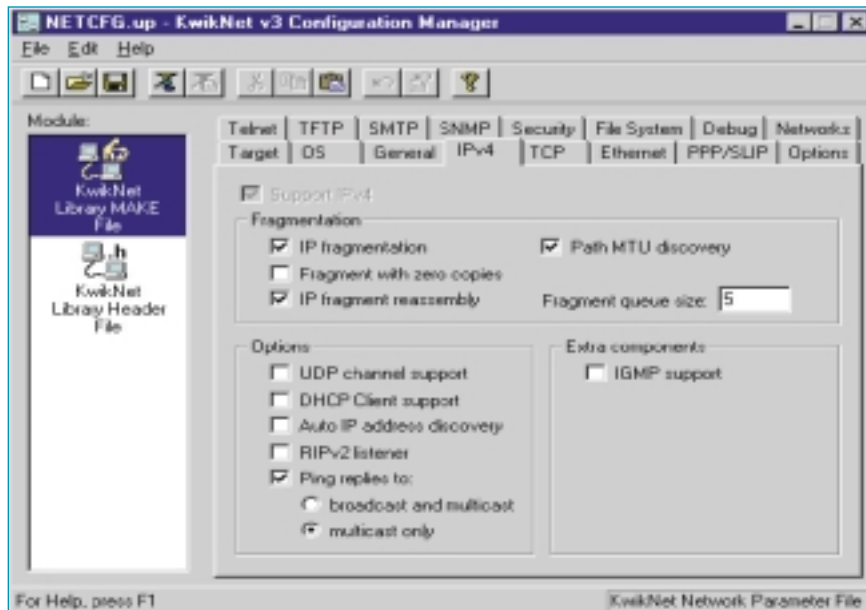 NETCFG.up - KwikNet v3 Configuration Manager
File Edit Help
Module:
KwikNet
Library MAKE
File
KwikNet
Library Header
File
.h
Telnet TFTP SMTP SNMP Security File System Debug Networks
Target OS General IPv4 TCP Ethernet PPP/SLIP Options
Support IPv4
Fragmentation
IP fragmentation
Path MTU discovery
Fragment with zero copies
IP fragment reassembly
Fragment queue size: 5
Options
UDP channel support
DHCP Client support
Auto IP address discovery
RIPv2 listener
Ping replies to:
broadcast and multicast
multicast only
Extra components
IGMP support
For Help, press F1
KwikNet Network Parameter File